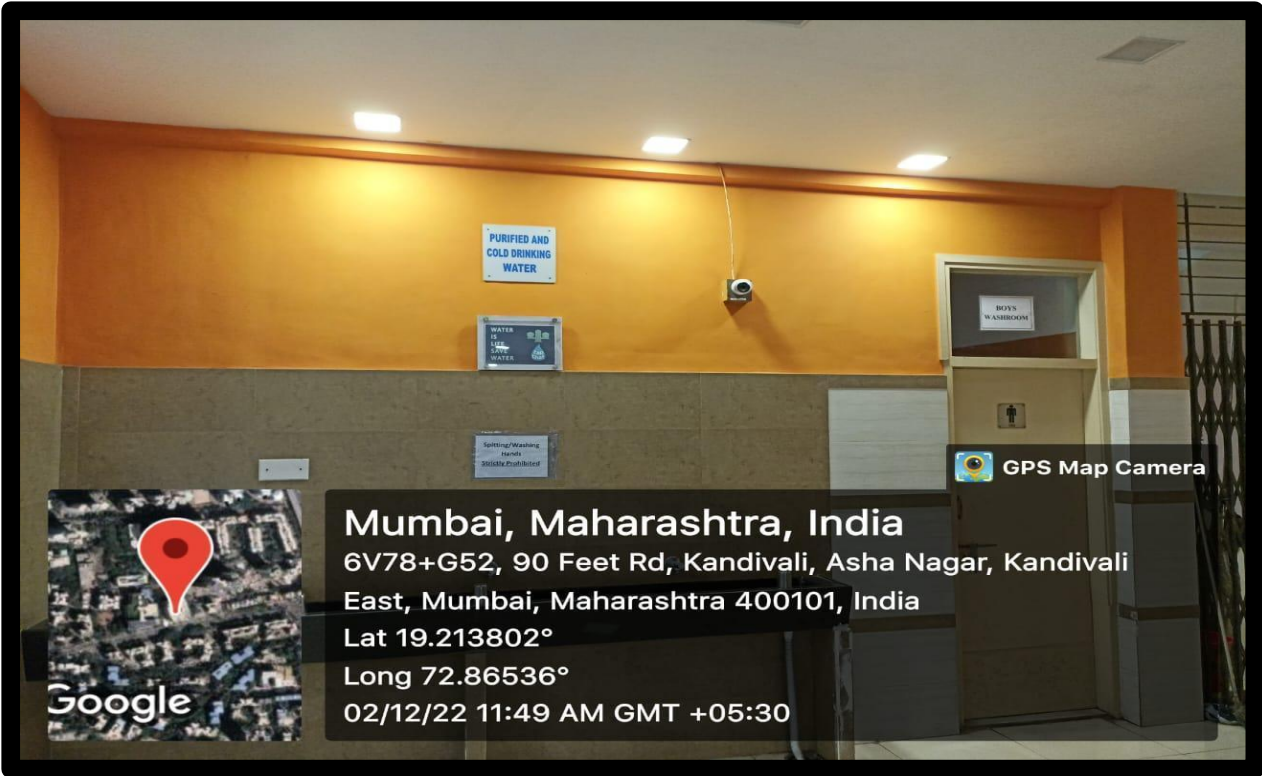 PURIFIED AND
COLD DRINKING
WATER
BOYS
WASHROOM
WATER
IS
LIFE
SAVE
WATER
Spitting/Washing
Hands
Strictly Prohibited
GPS Map Camera
Mumbai, Maharashtra, India
6V78+G52, 90 Feet Rd, Kandivali, Asha Nagar, Kandivali
East, Mumbai, Maharashtra 400101, India
Lat 19.213802°
Long 72.86536°
02/12/22 11:49 AM GMT +05:30
Google